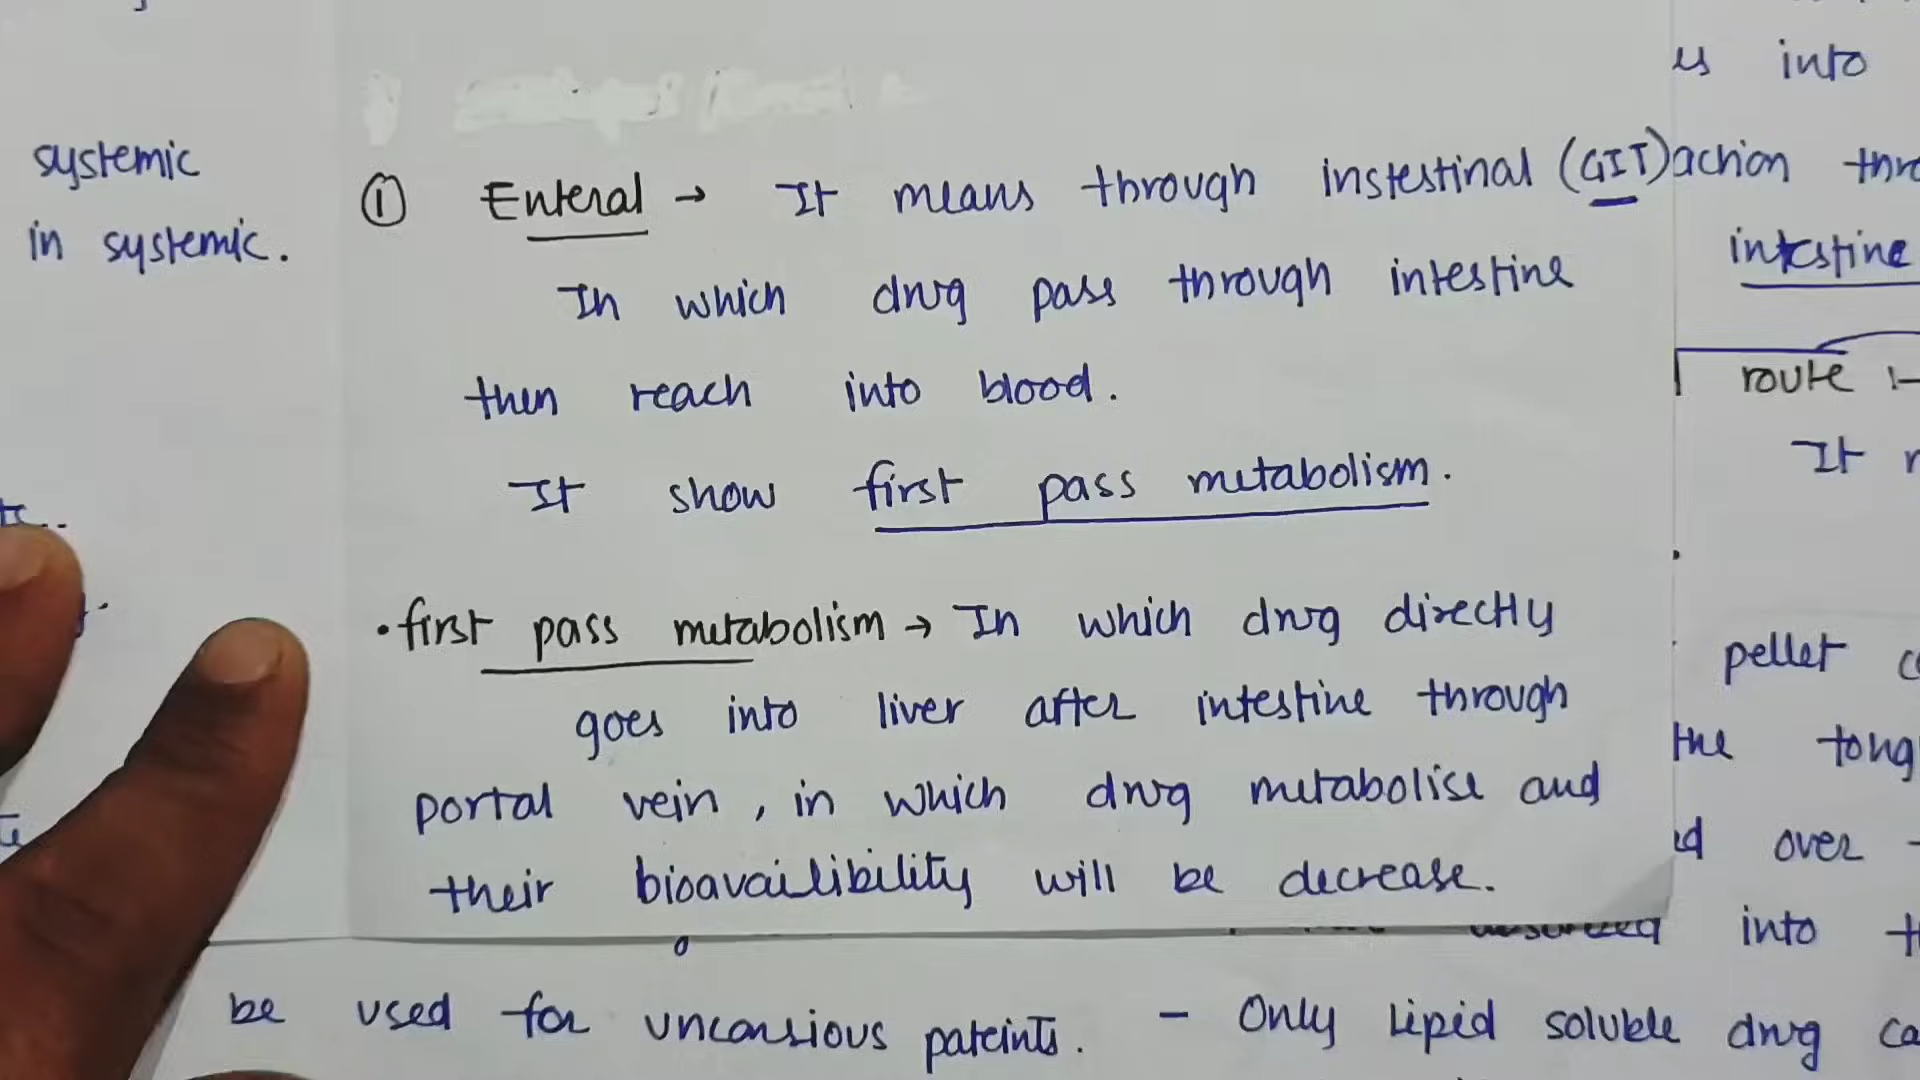 systemic
in systemic.
① Enteral → It means through instestinal (GIT)
In which drug pass through intestine
then reach into blood.
It show first pass metabolism.
• first pass metabolism → In which drug directly
goes into liver after intestine through
portal vein, in which drug metabolise and
their bioavailibility will be decrease.
be used for unconsious pateints.
into
action
intestine
route :-
It
pellet
the
over
into
- Only Lipid soluble drug